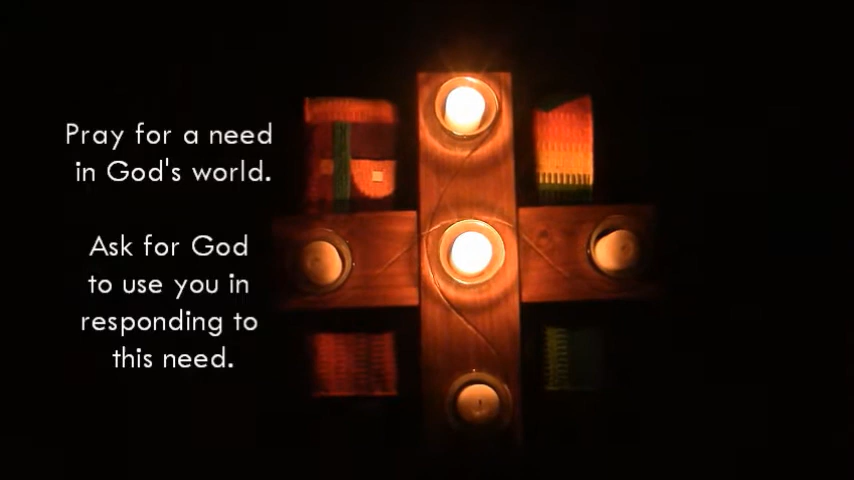 Pray for a need
in God's world.
Ask for God
to use you in
responding to
this need.